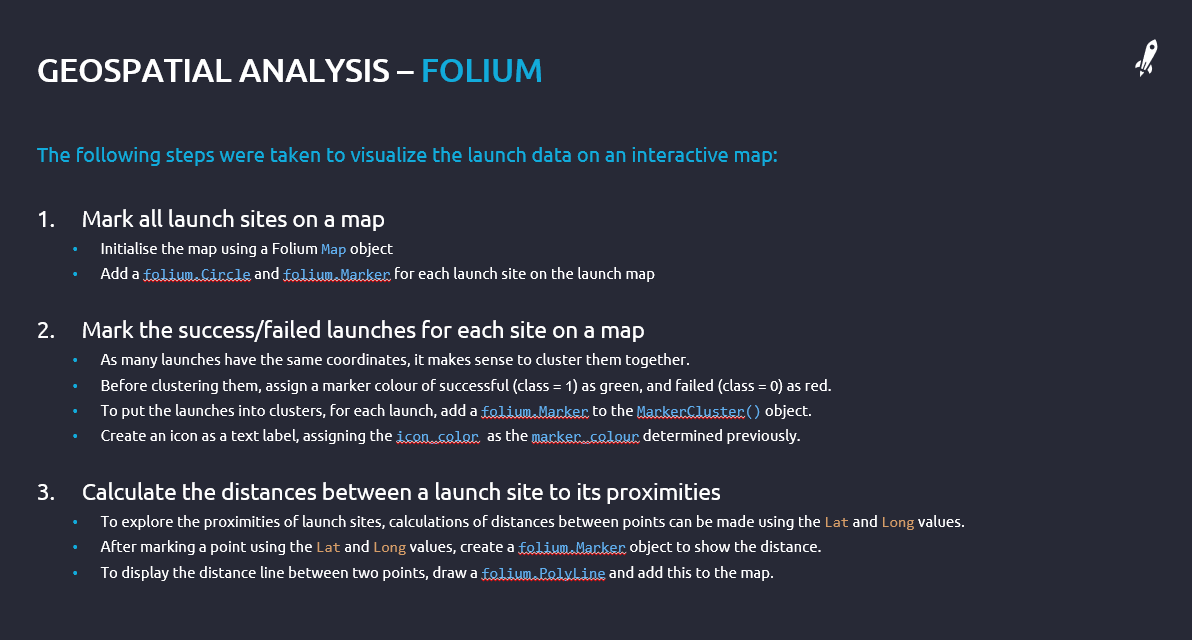 GEOSPATIAL ANALYSIS – FOLIUM
The following steps were taken to visualize the launch data on an interactive map:
1. Mark all launch sites on a map
• Initialise the map using a Folium Map object
• Add a folium.Circle and folium.Marker for each launch site on the launch map
2. Mark the success/failed launches for each site on a map
• As many launches have the same coordinates, it makes sense to cluster them together.
• Before clustering them, assign a marker colour of successful (class = 1) as green, and failed (class = 0) as red.
• To put the launches into clusters, for each launch, add a folium.Marker to the MarkerCluster() object.
• Create an icon as a text label, assigning the icon_color as the marker_colour determined previously.
3. Calculate the distances between a launch site to its proximities
• To explore the proximities of launch sites, calculations of distances between points can be made using the Lat and Long values.
• After marking a point using the Lat and Long values, create a folium.Marker object to show the distance.
• To display the distance line between two points, draw a folium.PolyLine and add this to the map.